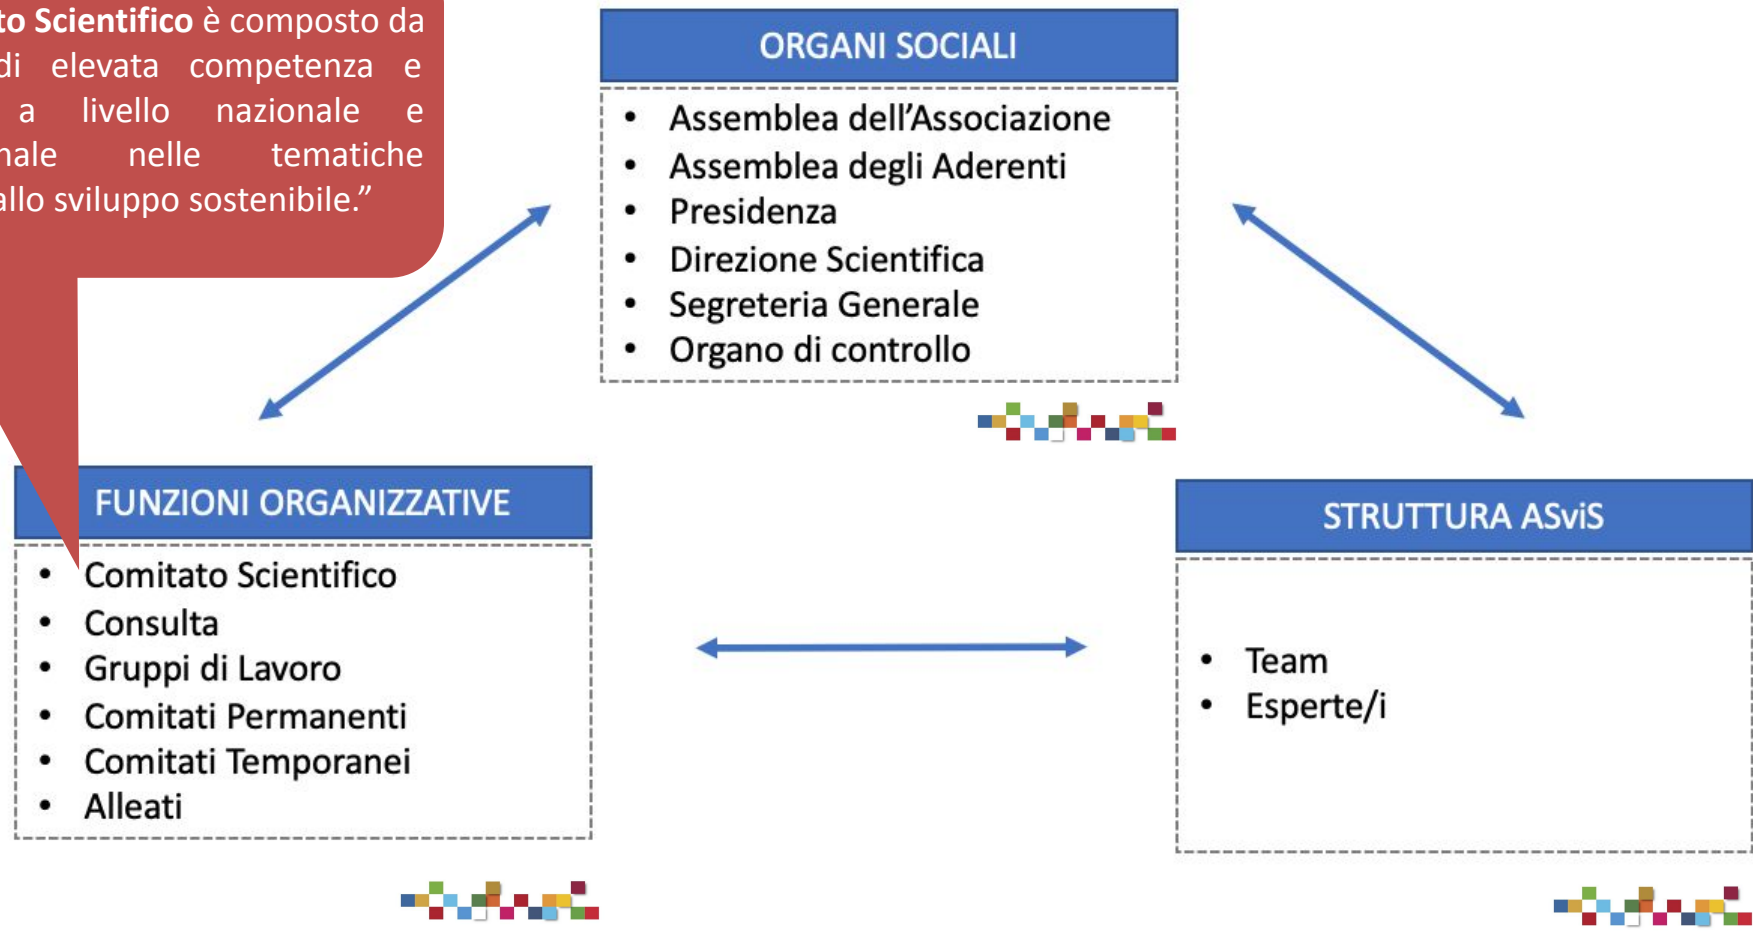 to Scientifico è composto da
di elevata competenza e
a livello nazionale e
nale nelle tematiche
allo sviluppo sostenibile.”
ORGANI SOCIALI
• Assemblea dell’Associazione
• Assemblea degli Aderenti
• Presidenza
• Direzione Scientifica
• Segreteria Generale
• Organo di controllo
FUNZIONI ORGANIZZATIVE
• Comitato Scientifico
• Consulta
• Gruppi di Lavoro
• Comitati Permanenti
• Comitati Temporanei
• Alleati
STRUTTURA ASviS
• Team
• Esperte/i